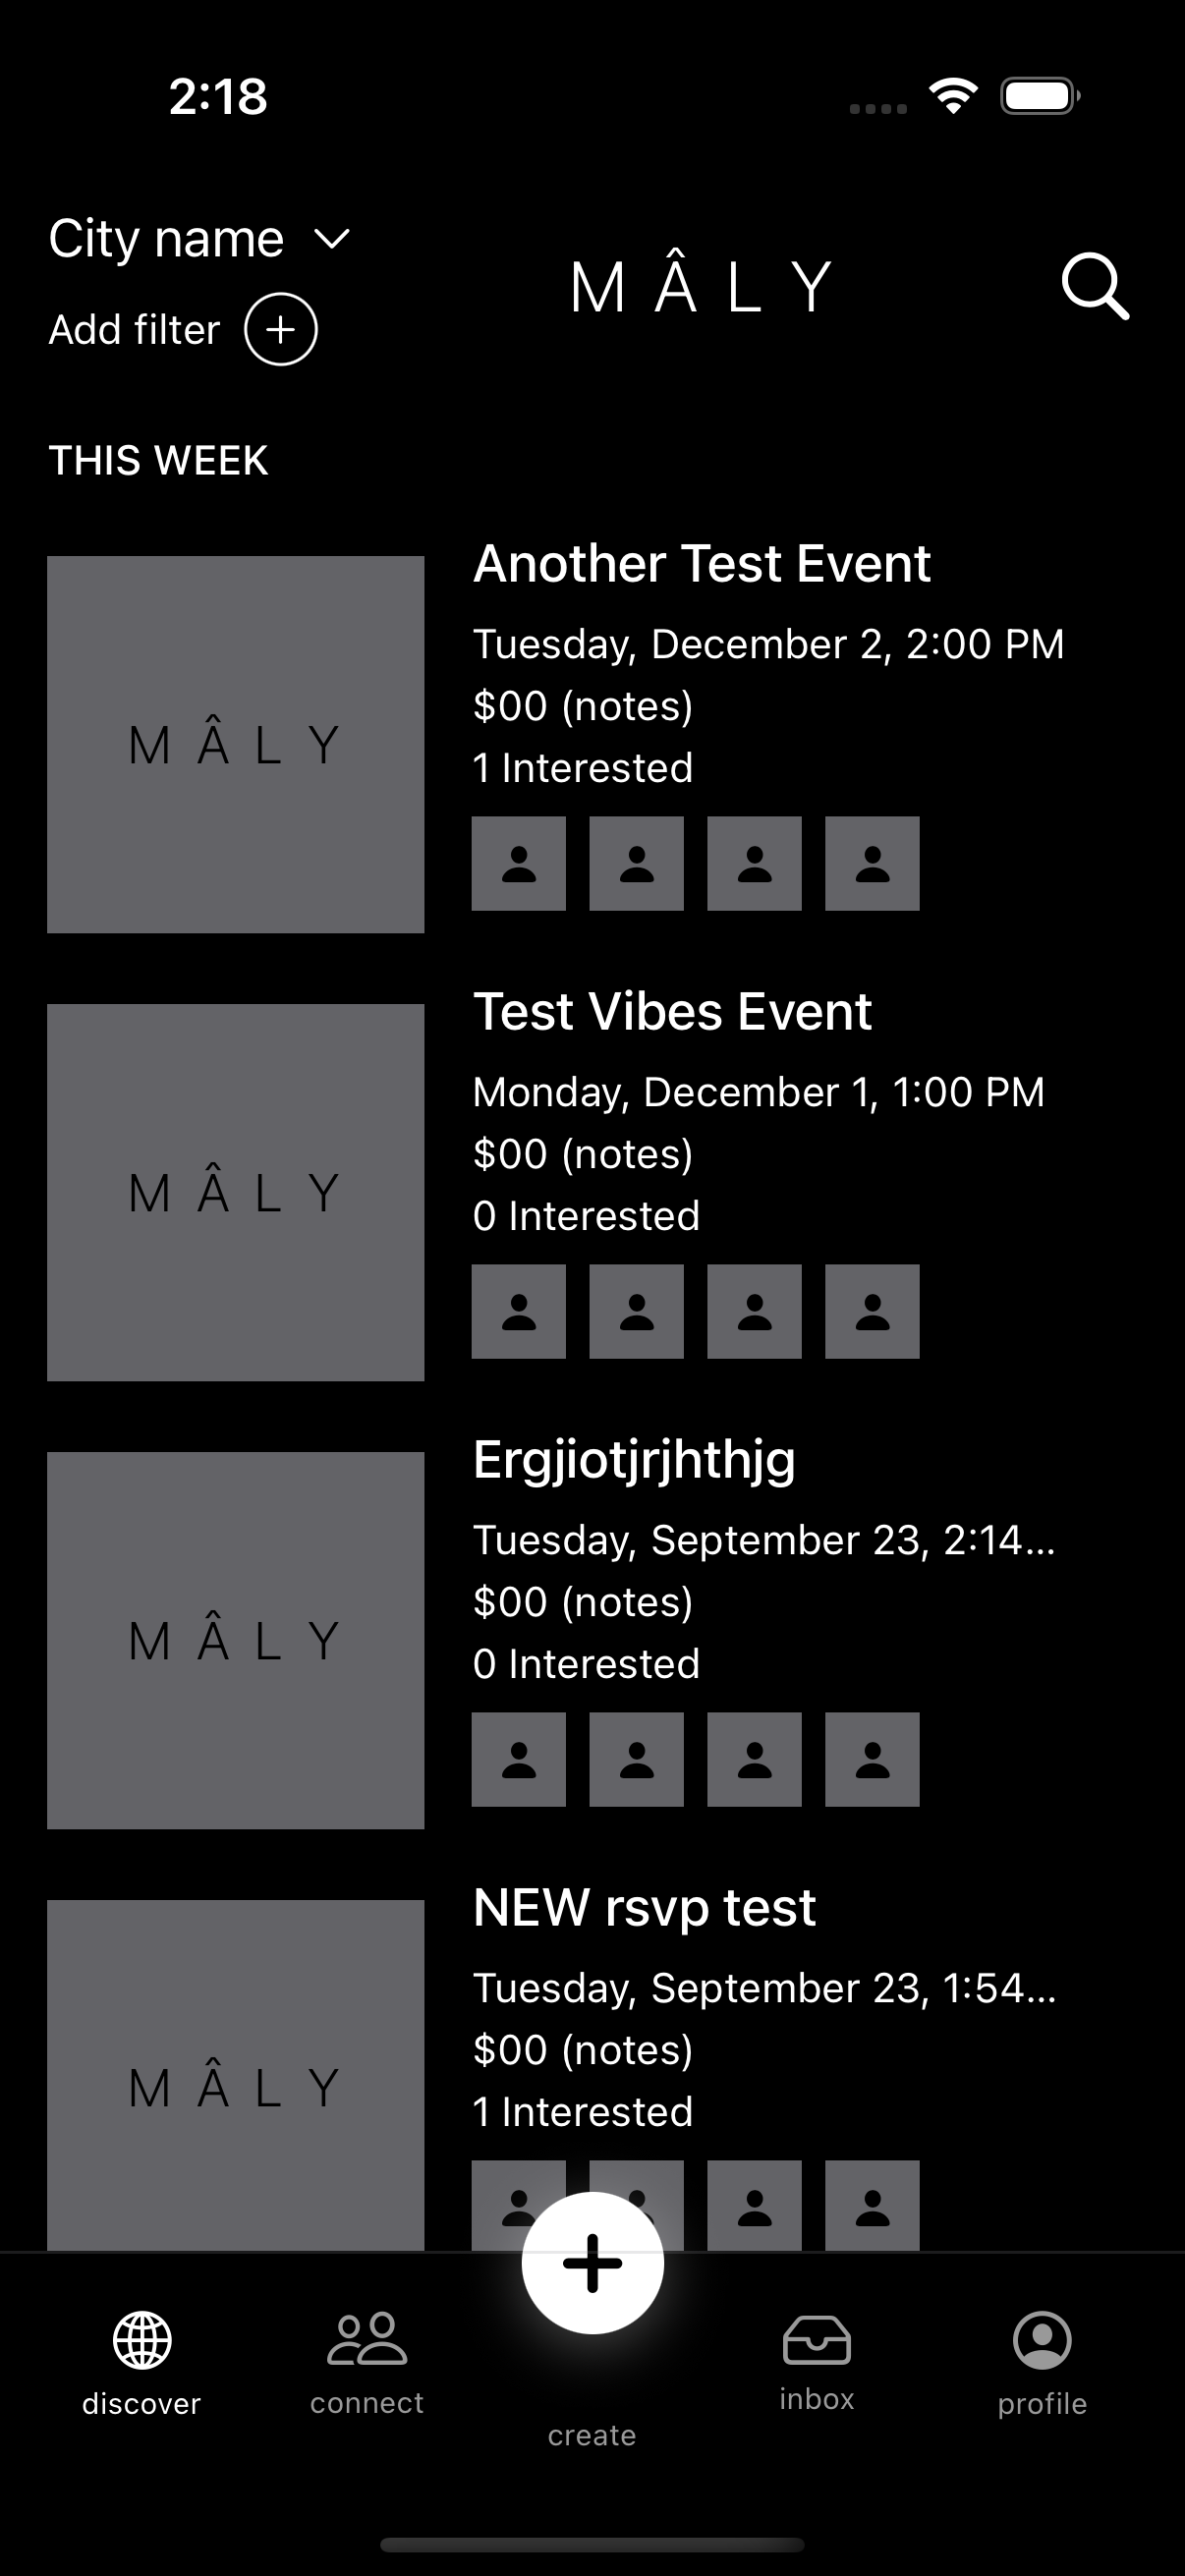 2:18
City name
Add filter
M Â L Y
THIS WEEK
M Â L Y
Another Test Event
Tuesday, December 2, 2:00 PM
$00 (notes)
1 Interested
M Â L Y
Test Vibes Event
Monday, December 1, 1:00 PM
$00 (notes)
0 Interested
M Â L Y
Ergjiotjrjhthjg
Tuesday, September 23, 2:14...
$00 (notes)
0 Interested
M Â L Y
NEW rsvp test
Tuesday, September 23, 1:54...
$00 (notes)
1 Interested
discover
connect
create
inbox
profile